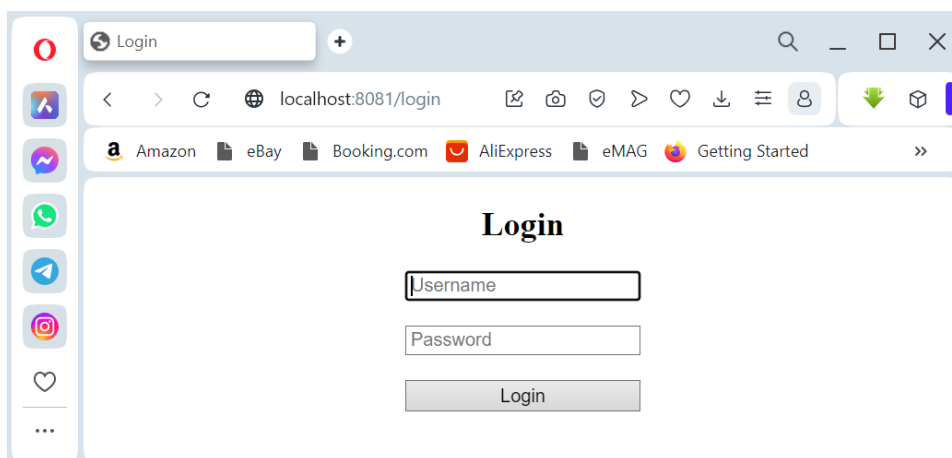 Login
localhost:8081/login
Amazon eBay Booking.com AliExpress eMAG Getting Started
Login
Username
Password
Login